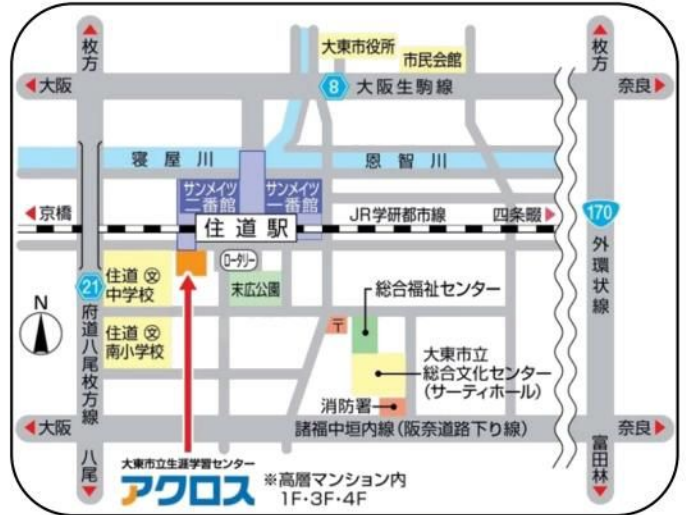 枚方
枚方
大東市役所
市民会館
大阪
8
大阪生駒線
奈良
寝屋川
恩智川
サンメイツ
二番館
サンメイツ
一番館
京橋
住道駅
JR学研都市線
四条畷
170
外環状線
ロータリー
住道文
中学校
末広公園
21
府道八尾枚方線
N
総合福祉センター
〒
住道文
南小学校
大東市立
総合文化センター
(サーティホール)
消防署
大阪
諸福中垣内線(阪奈道路下り線)
奈良
八尾
富田林
大東市立生涯学習センター
アクロス
※高層マンション内
1F・3F・4F